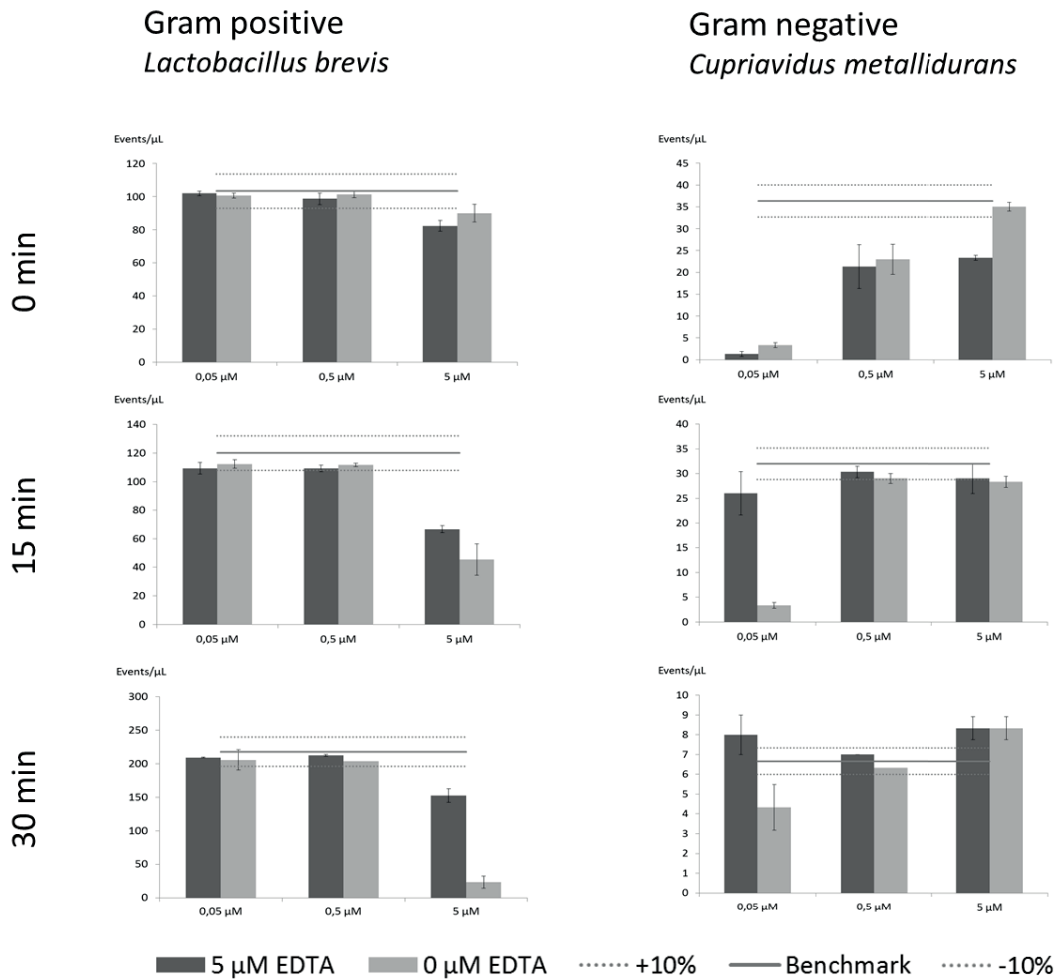 Gram positive
Lactobacillus brevis
Gram negative
Cupriavidus metallidurans
0 min
Events/µL
120
100
80
60
40
20
0
0,05 µM
0,5 µM
5 µM
Events/µL
45
40
35
30
25
20
15
10
5
0
0,05 µM
0,5 µM
5 µM
15 min
Events/µL
140
120
100
80
60
40
20
0
0,05 µM
0,5 µM
5 µM
Events/µL
40
35
30
25
20
15
10
5
0
0,05 µM
0,5 µM
5 µM
30 min
Events/µL
300
250
200
150
100
50
0
0,05 µM
0,5 µM
5 µM
Events/µL
10
9
8
7
6
5
4
3
2
1
0
0,05 µM
0,5 µM
5 µM
5 µM EDTA 0 µM EDTA +10% Benchmark -10%